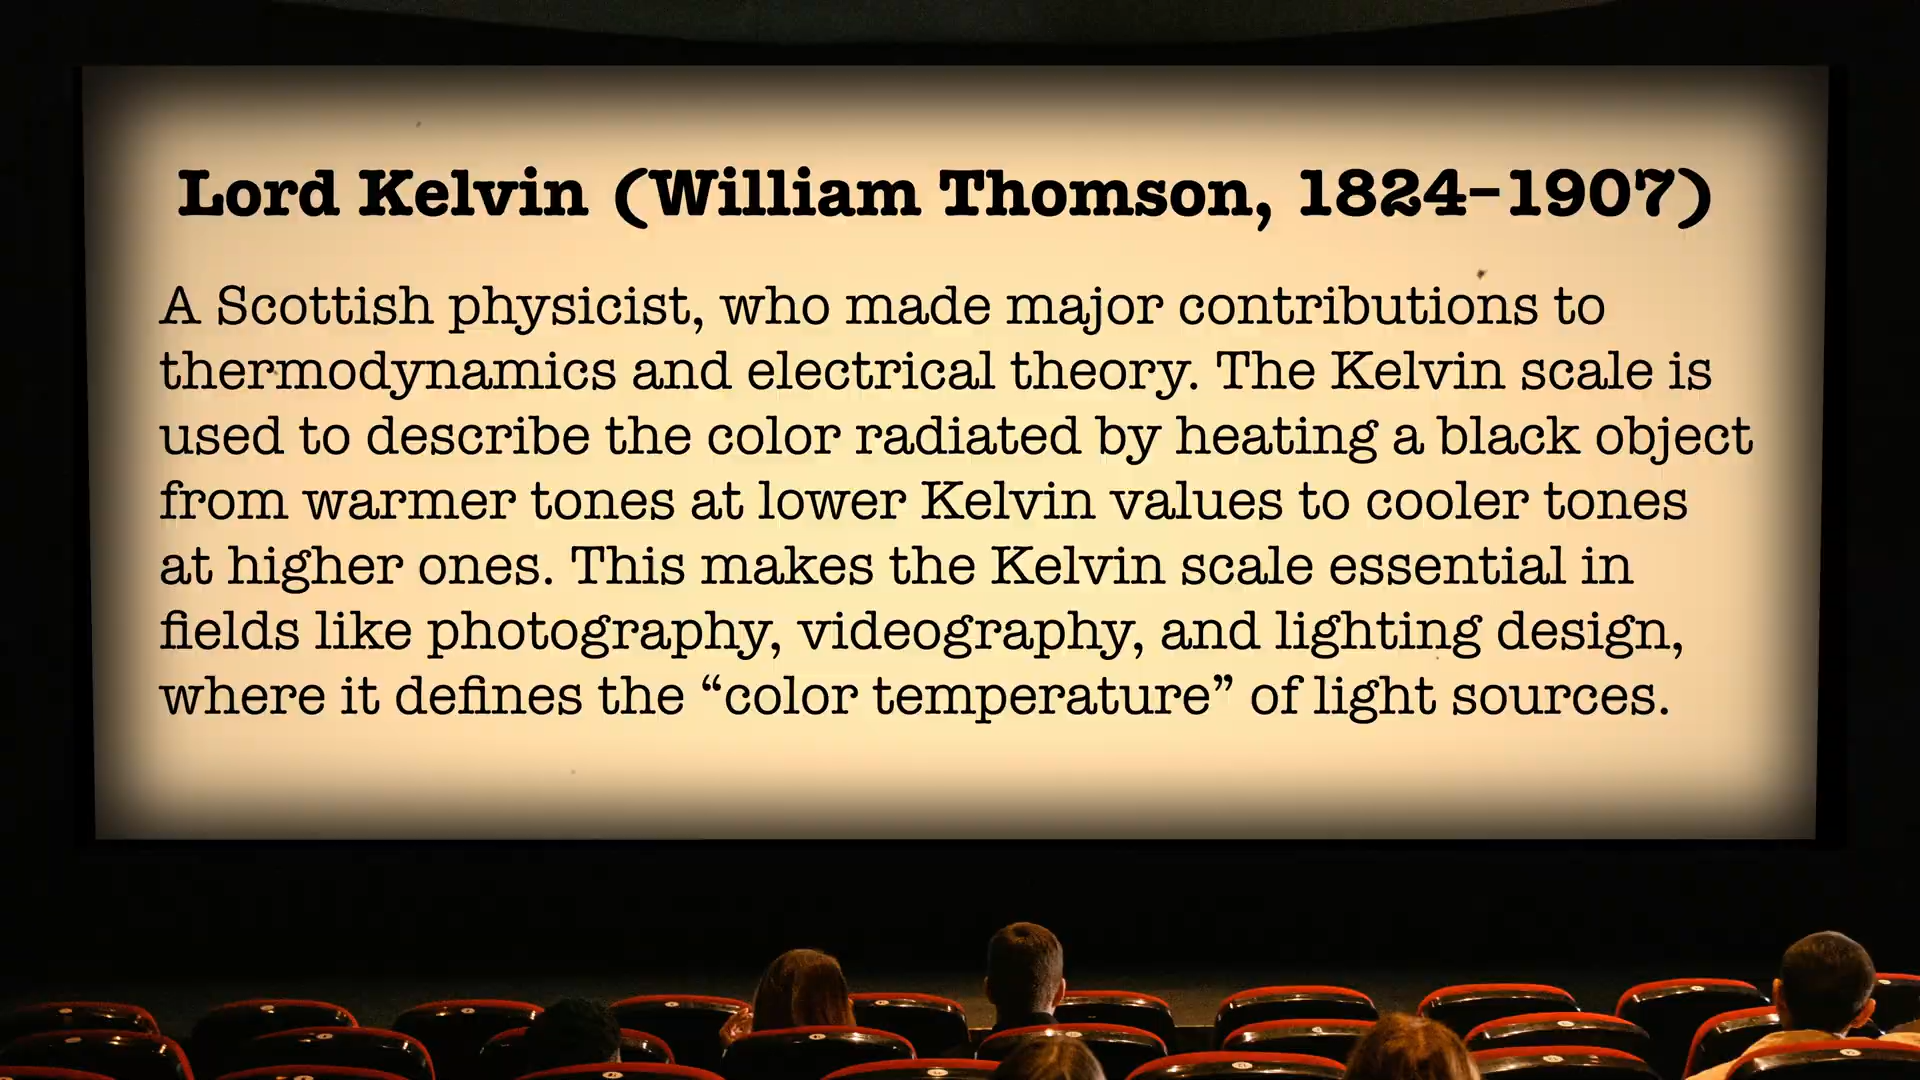 Lord Kelvin (William Thomson, 1824–1907)
A Scottish physicist, who made major contributions to
thermodynamics and electrical theory. The Kelvin scale is
used to describe the color radiated by heating a black object
from warmer tones at lower Kelvin values to cooler tones
at higher ones. This makes the Kelvin scale essential in
fields like photography, videography, and lighting design,
where it defines the “color temperature” of light sources.